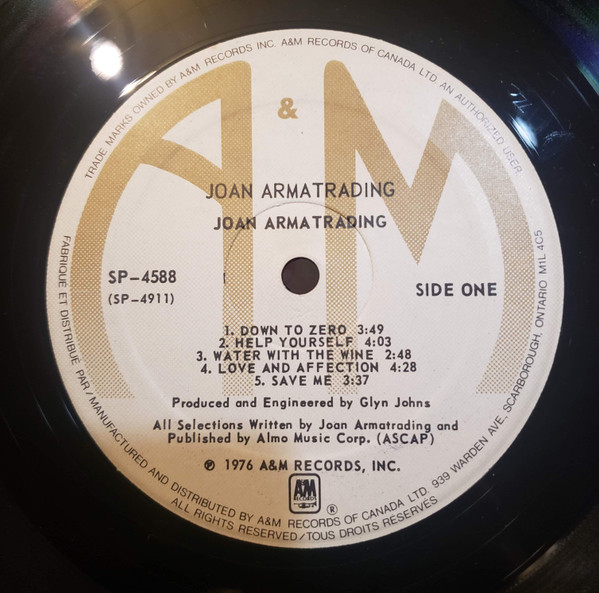 TRADE MARKS OWNED BY A&M RECORDS INC. A&M RECORDS OF CANADA LTD. AN AUTHORIZED USER
A & M
JOAN ARMATRADING
JOAN ARMATRADING
SP-4588
(SP-4911)
SIDE ONE
1. DOWN TO ZERO 3:49
2. HELP YOURSELF 4:03
3. WATER WITH THE WINE 2:48
4. LOVE AND AFFECTION 4:28
5. SAVE ME 3:37
Produced and Engineered by Glyn Johns
All Selections Written by Joan Armatrading and
Published by Almo Music Corp. (ASCAP)
℗ 1976 A&M RECORDS, INC.
A&M
RECORDS
®
FABRIQUE ET DISTRIBUÉ PAR/MANUFACTURED AND DISTRIBUTED BY A&M RECORDS OF CANADA LTD. 939 WARDEN AVE., SCARBOROUGH, ONTARIO M1L 4C5
ALL RIGHTS RESERVED/TOUS DROITS RESERVÉS